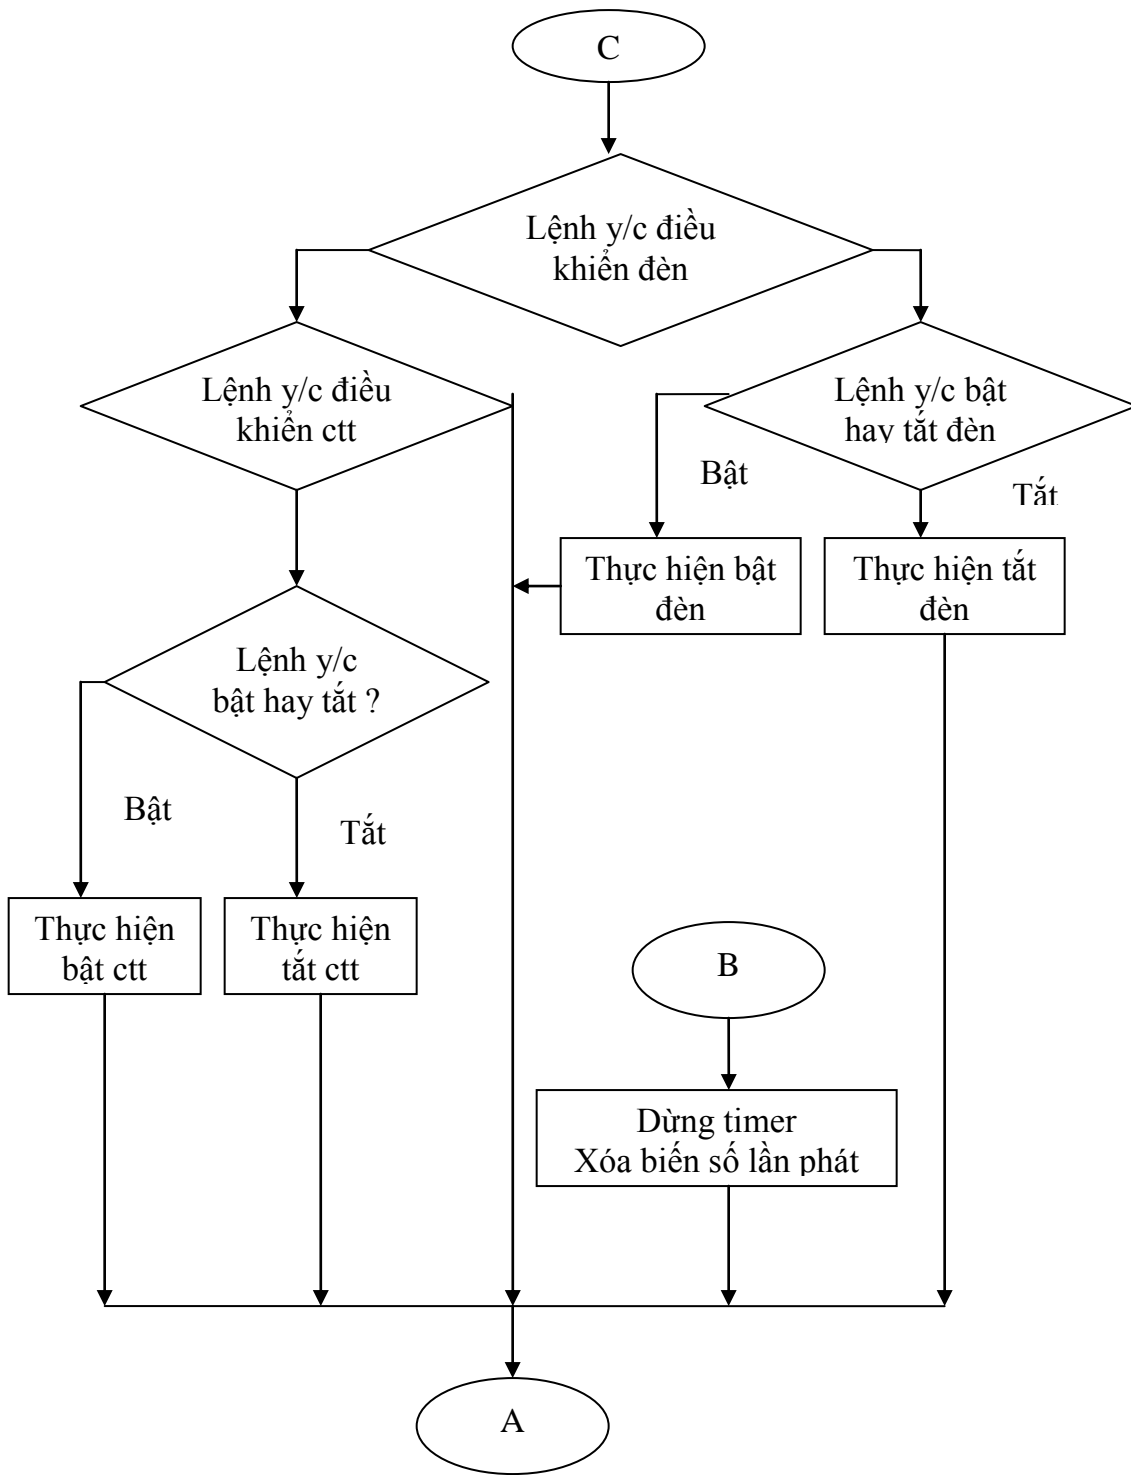 C
Lệnh y/c điều
khiển đèn
Lệnh y/c điều
khiển ctt
Lệnh y/c bật
hay tắt đèn
Bật
Tắt
Thực hiện bật
đèn
Thực hiện tắt
đèn
Lệnh y/c
bật hay tắt ?
Bật
Tắt
Thực hiện
bật ctt
Thực hiện
tắt ctt
B
Dừng timer
Xóa biến số lần phát
A